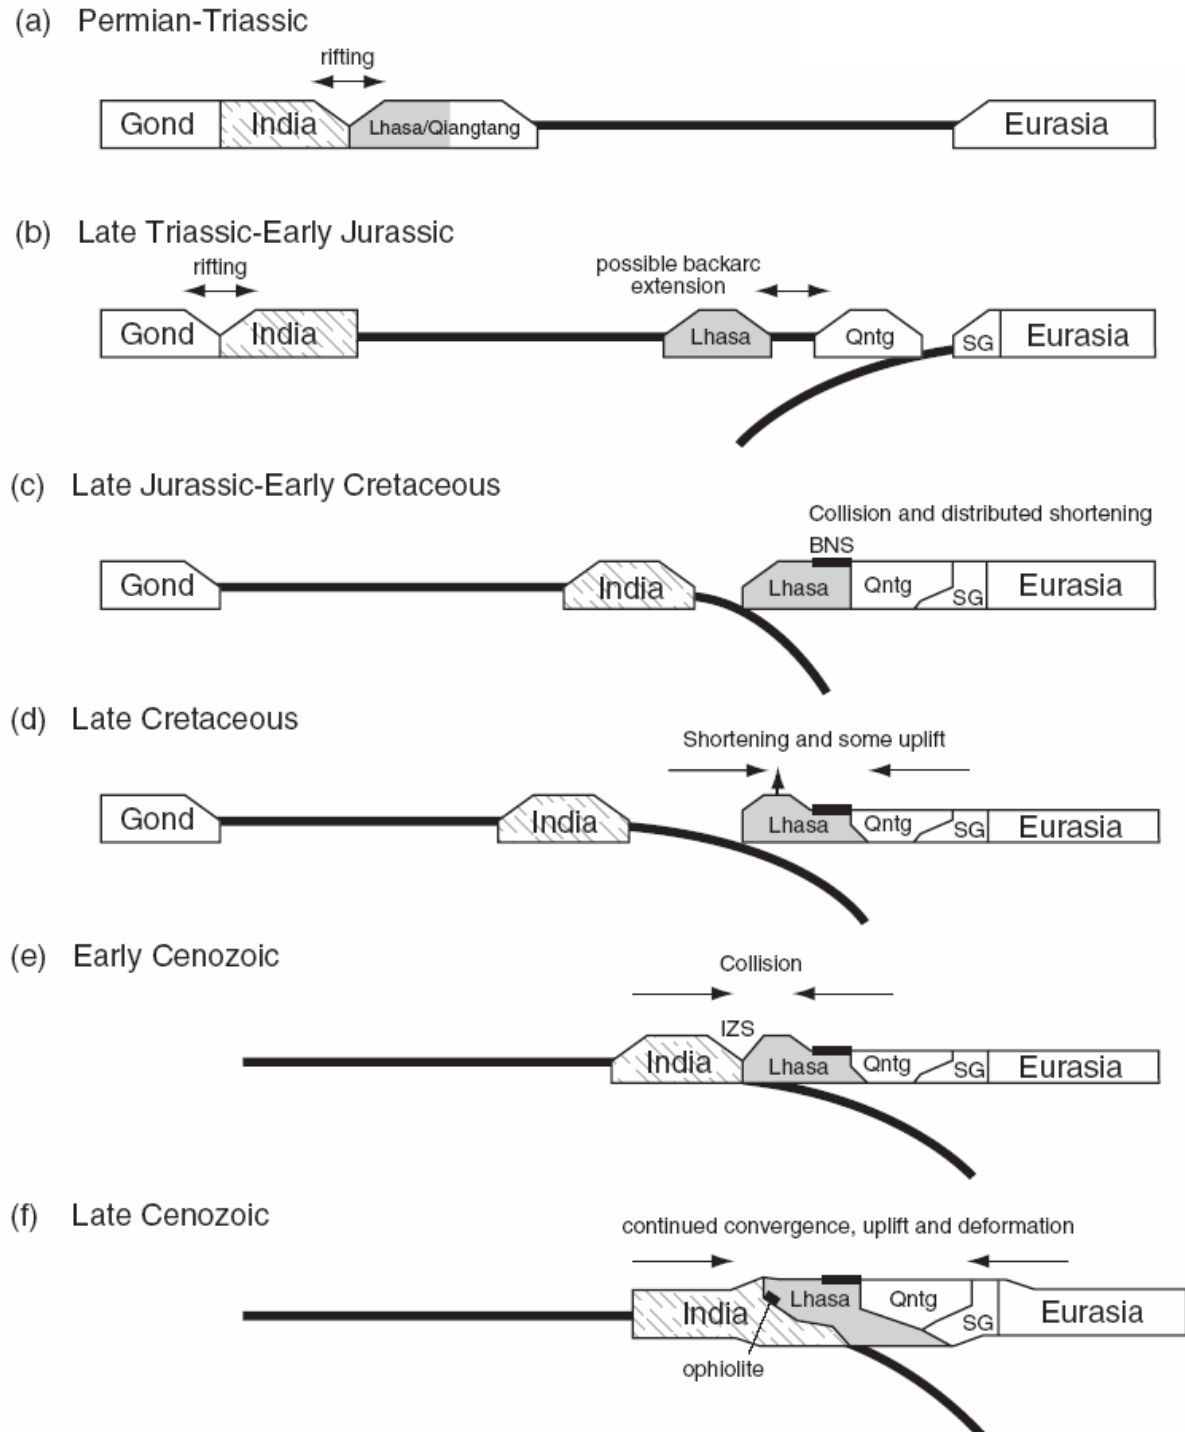 (a) Permian-Triassic
rifting
Gond India Lhasa/Qiangtang Eurasia
(b) Late Triassic-Early Jurassic
rifting
possible backarc
extension
Gond India Lhasa Qntg SG Eurasia
(c) Late Jurassic-Early Cretaceous
Collision and distributed shortening
BNS
Gond India Lhasa Qntg SG Eurasia
(d) Late Cretaceous
Shortening and some uplift
Gond India Lhasa Qntg SG Eurasia
(e) Early Cenozoic
Collision
IZS
India Lhasa Qntg SG Eurasia
(f) Late Cenozoic
continued convergence, uplift and deformation
India Lhasa Qntg SG Eurasia
ophiolite